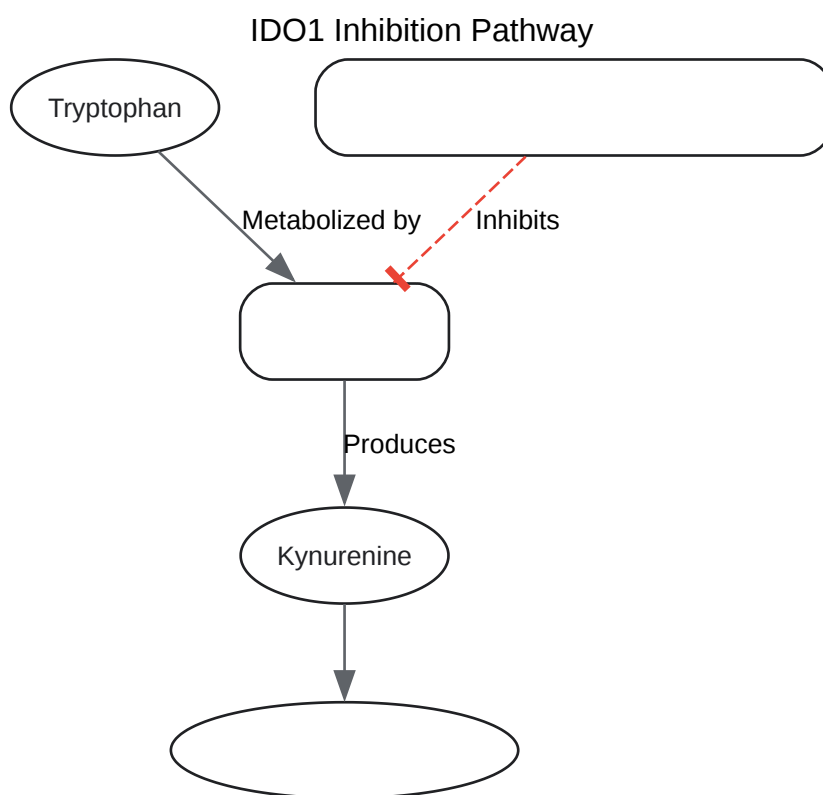 IDO1 Inhibition Pathway
Tryptophan
Metabolized by
Inhibits
Produces
Kynurenine